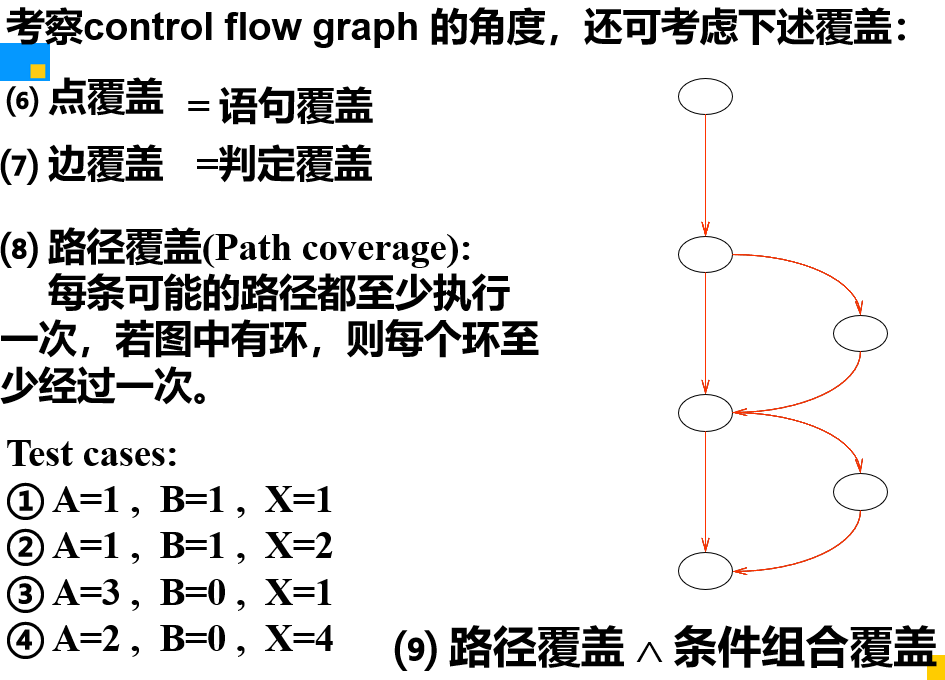 考察control flow graph 的角度，还可考虑下述覆盖：
⑹ 点覆盖 = 语句覆盖
⑺ 边覆盖 =判定覆盖
⑻ 路径覆盖(Path coverage):
每条可能的路径都至少执行
一次，若图中有环，则每个环至
少经过一次。
Test cases:
① A=1 , B=1 , X=1
② A=1 , B=1 , X=2
③ A=3 , B=0 , X=1
④ A=2 , B=0 , X=4
⑼ 路径覆盖 ∧ 条件组合覆盖